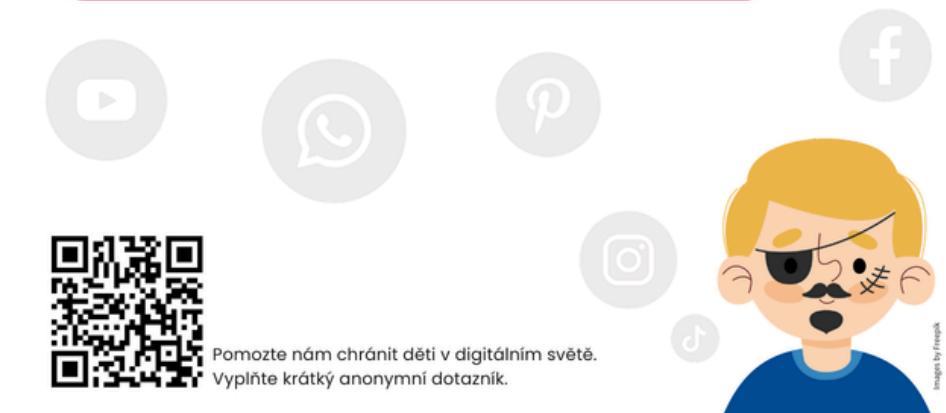 Pomozte nám chránit děti v digitálním světě.
Vyplňte krátký anonymní dotazník.
Images by Freepik